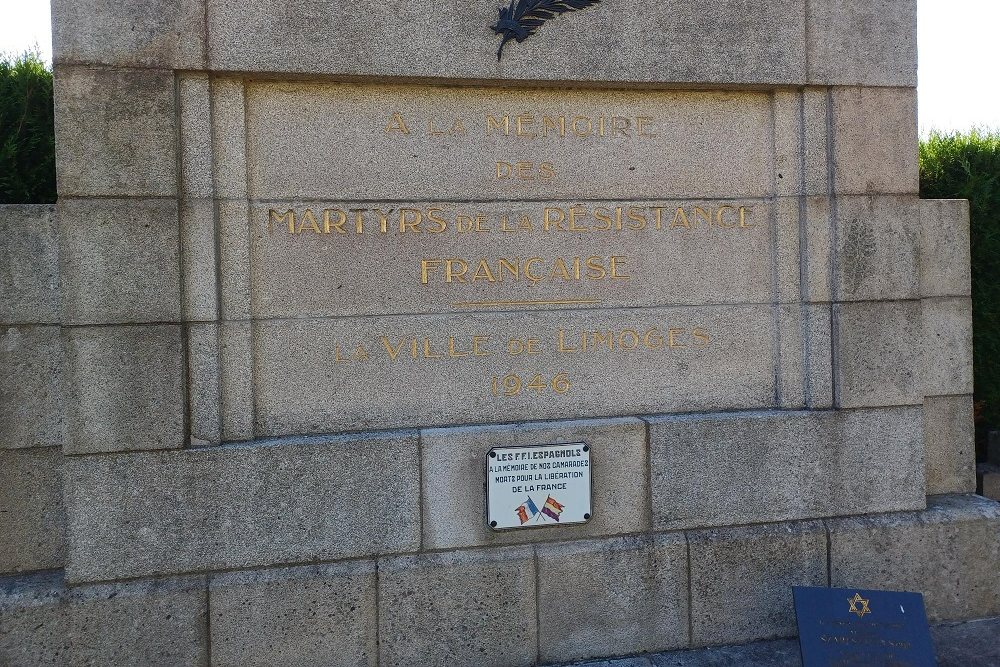 A LA MÉMOIRE
DES
MARTYRS DE LA RÉSISTANCE
FRANÇAISE
LA VILLE DE LIMOGES
1946
LES F.F.I. ESPAGNOLS
A LA MÉMOIRE DE NOS CAMARADES
MORTS POUR LA LIBÉRATION
DE LA FRANCE